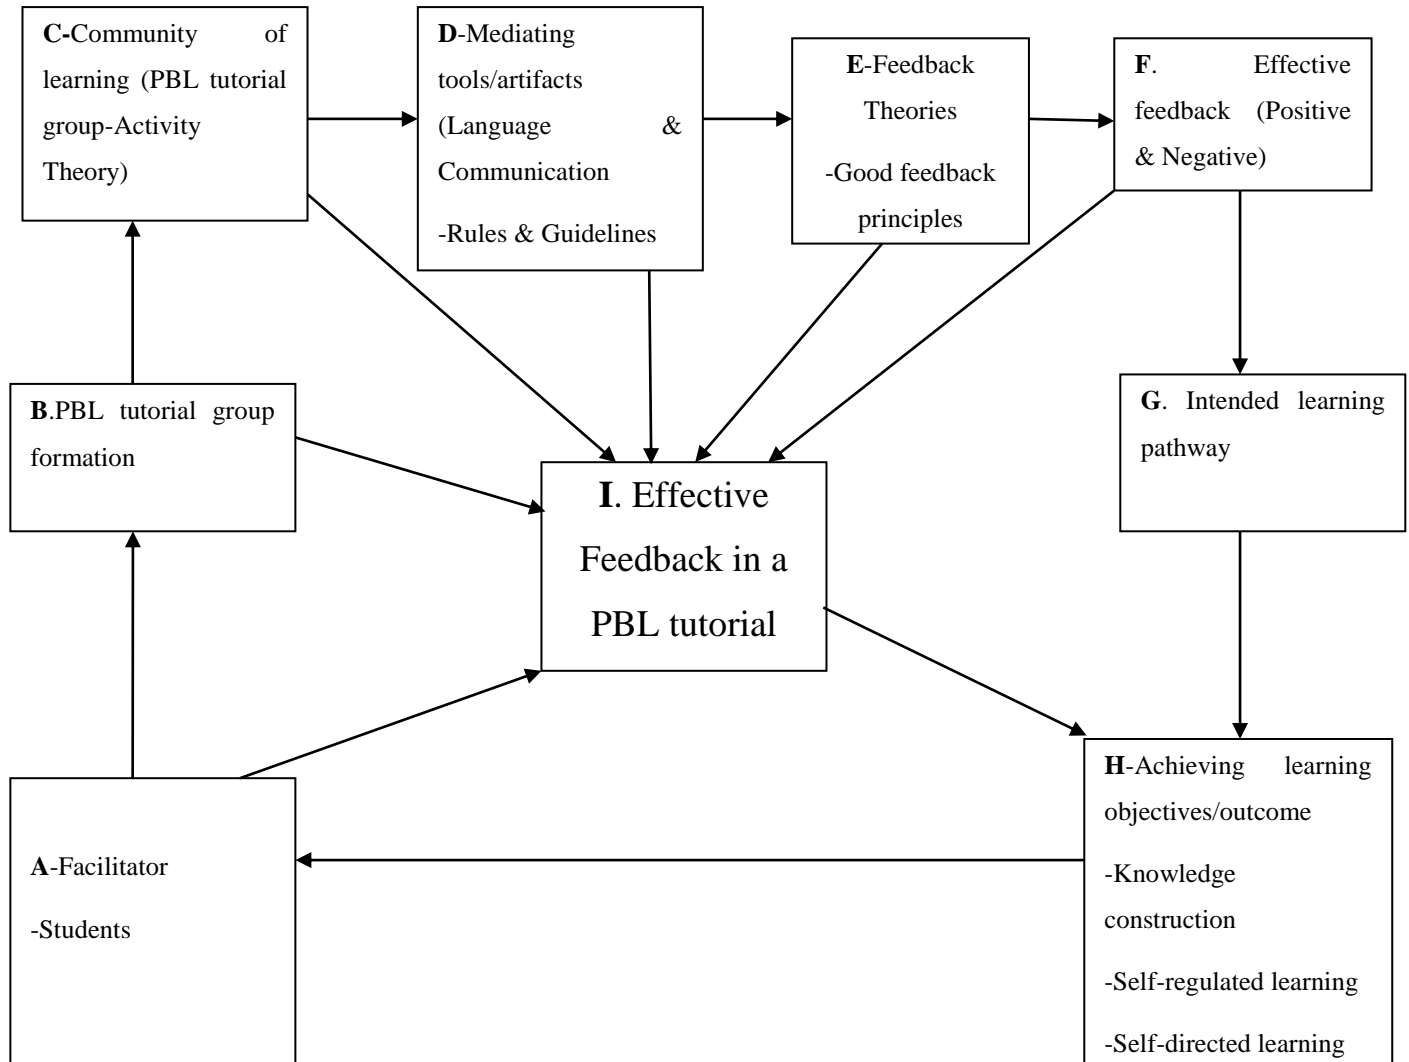 C-Community of
learning (PBL tutorial
group-Activity
Theory)
D-Mediating
tools/artifacts
(Language &
Communication
-Rules & Guidelines
E-Feedback
Theories
-Good feedback
principles
F. Effective
feedback (Positive
& Negative)
B.PBL tutorial group
formation
G. Intended learning
pathway
I. Effective
Feedback in a
PBL tutorial
A-Facilitator
-Students
H-Achieving learning
objectives/outcome
-Knowledge
construction
-Self-regulated learning
-Self-directed learning